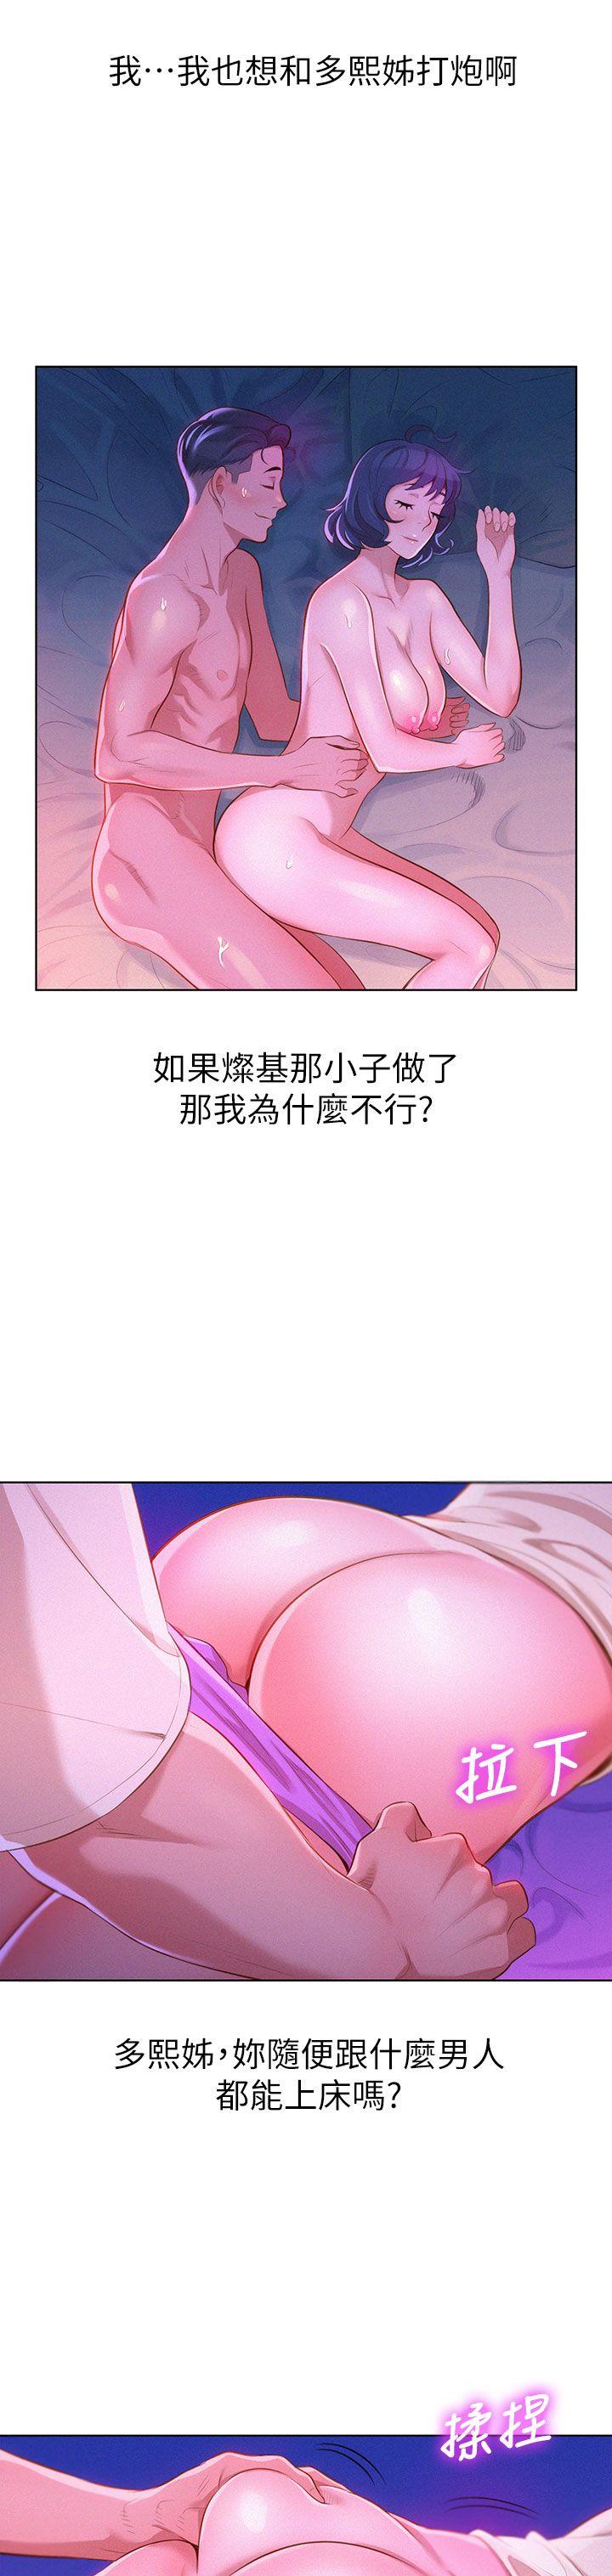 我⋯我也想和多熙姊打炮啊
如果燦基那小子做了
那我為什麼不行?
拉下
多熙姊,妳隨便跟什麼男人
都能上床嗎?
揉捏